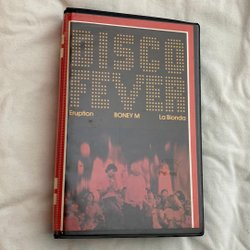 DISCO
FEVER
Eruption BONEY M La Bionda